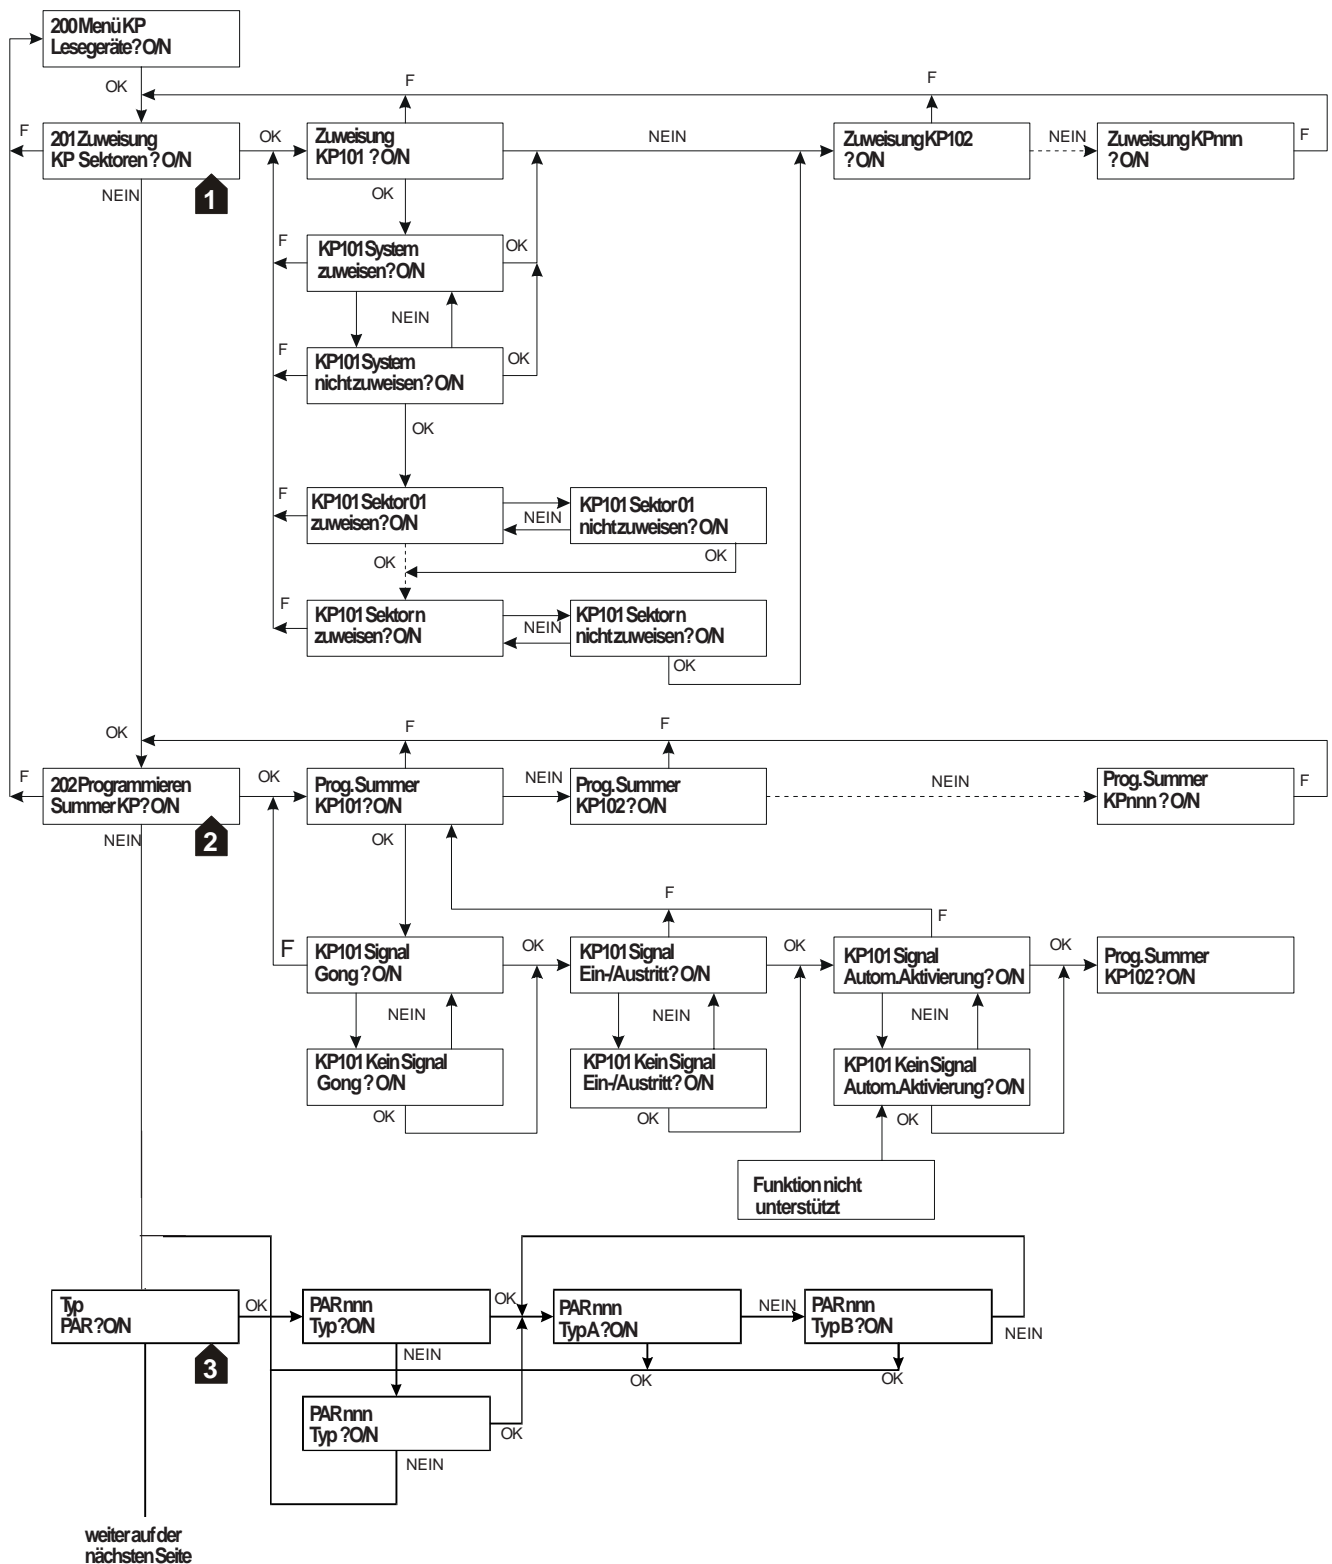 200 Menü KP
Lesegeräte? O/N
OK
F
F
F
201 Zuweisung
KP Sektoren ? O/N
OK
Zuweisung
KP101 ? O/N
NEIN
Zuweisung KP102
? O/N
NEIN
Zuweisung KPnnn
? O/N
F
NEIN
1
OK
F
KP101 System
zuweisen? O/N
OK
NEIN
F
KP101 System
nicht zuweisen? O/N
OK
OK
F
KP101 Sektor 01
zuweisen? O/N
NEIN
KP101 Sektor 01
nicht zuweisen? O/N
OK
OK
F
KP101 Sektor n
zuweisen? O/N
NEIN
KP101 Sektor n
nicht zuweisen? O/N
OK
OK
F
F
F
202 Programmieren
Summer KP? O/N
OK
Prog. Summer
KP101? O/N
NEIN
Prog. Summer
KP102? O/N
NEIN
Prog. Summer
KPnnn ? O/N
F
NEIN
2
OK
F
F
F
KP101 Signal
Gong ? O/N
OK
KP101 Signal
Ein-/Austritt? O/N
OK
KP101 Signal
Autom. Aktivierung? O/N
OK
Prog. Summer
KP102? O/N
NEIN
NEIN
NEIN
KP101 Kein Signal
Gong ? O/N
KP101 Kein Signal
Ein-/Austritt? O/N
KP101 Kein Signal
Autom. Aktivierung? O/N
OK
OK
OK
Funktion nicht
unterstützt
Typ
PAR? O/N
OK
PAR nnn
Typ? O/N
OK
PAR nnn
Typ A? O/N
NEIN
PAR nnn
Typ B? O/N
NEIN
3
NEIN
OK
OK
PAR nnn
Typ ? O/N
OK
NEIN
weiter auf der
nächsten Seite